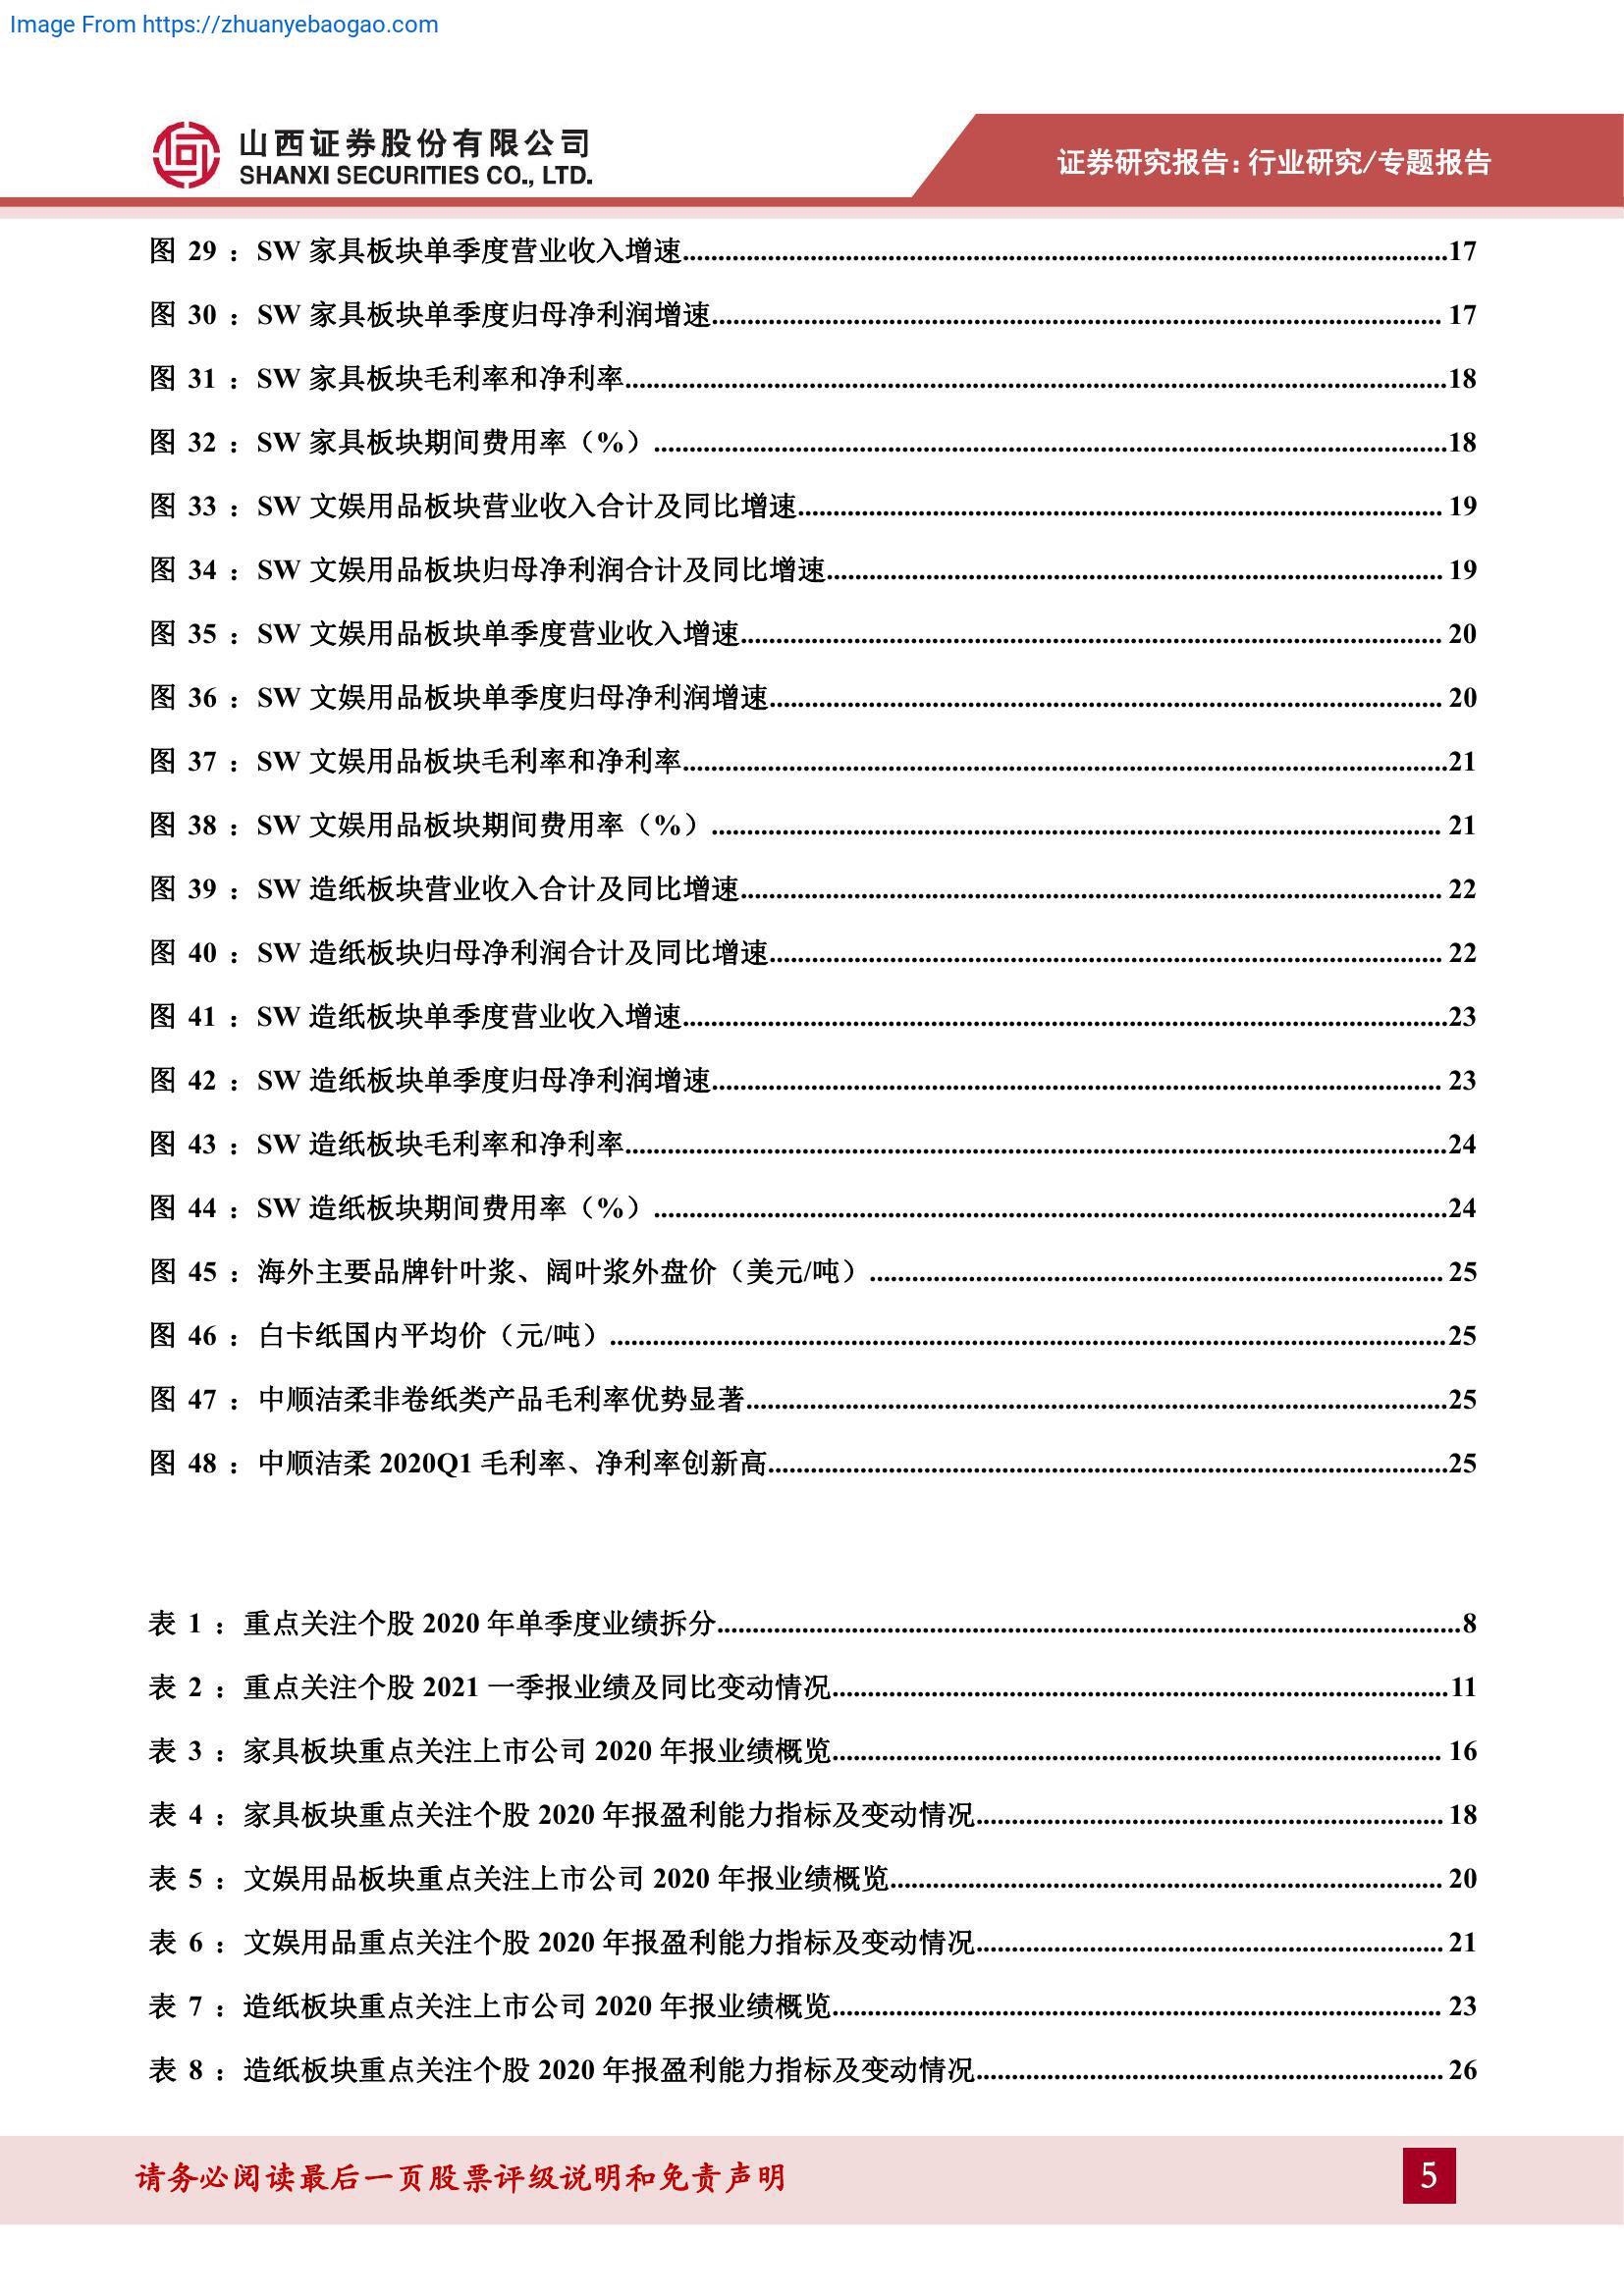 Image From https://zhuanyebaogao.com
山西证券股份有限公司
SHANXI SECURITIES CO., LTD.
证券研究报告：行业研究/专题报告
图 29 ：SW 家具板块单季度营业收入增速........17
图 30 ：SW 家具板块单季度归母净利润增速........ 17
图 31 ：SW 家具板块毛利率和净利率........18
图 32 ：SW 家具板块期间费用率（%）........18
图 33 ：SW 文娱用品板块营业收入合计及同比增速........ 19
图 34 ：SW 文娱用品板块归母净利润合计及同比增速........ 19
图 35 ：SW 文娱用品板块单季度营业收入增速........ 20
图 36 ：SW 文娱用品板块单季度归母净利润增速........ 20
图 37 ：SW 文娱用品板块毛利率和净利率........21
图 38 ：SW 文娱用品板块期间费用率（%）........ 21
图 39 ：SW 造纸板块营业收入合计及同比增速........ 22
图 40 ：SW 造纸板块归母净利润合计及同比增速........ 22
图 41 ：SW 造纸板块单季度营业收入增速........23
图 42 ：SW 造纸板块单季度归母净利润增速........ 23
图 43 ：SW 造纸板块毛利率和净利率........24
图 44 ：SW 造纸板块期间费用率（%）........24
图 45 ：海外主要品牌针叶浆、阔叶浆外盘价（美元/吨）........ 25
图 46 ：白卡纸国内平均价（元/吨）........25
图 47 ：中顺洁柔非卷纸类产品毛利率优势显著........25
图 48 ：中顺洁柔 2020Q1 毛利率、净利率创新高........25
表 1 ：重点关注个股 2020 年单季度业绩拆分........8
表 2 ：重点关注个股 2021 一季报业绩及同比变动情况........11
表 3 ：家具板块重点关注上市公司 2020 年报业绩概览........ 16
表 4 ：家具板块重点关注个股 2020 年报盈利能力指标及变动情况........ 18
表 5 ：文娱用品板块重点关注上市公司 2020 年报业绩概览........ 20
表 6 ：文娱用品重点关注个股 2020 年报盈利能力指标及变动情况........ 21
表 7 ：造纸板块重点关注上市公司 2020 年报业绩概览........ 23
表 8 ：造纸板块重点关注个股 2020 年报盈利能力指标及变动情况........ 26
请务必阅读最后一页股票评级说明和免责声明
5